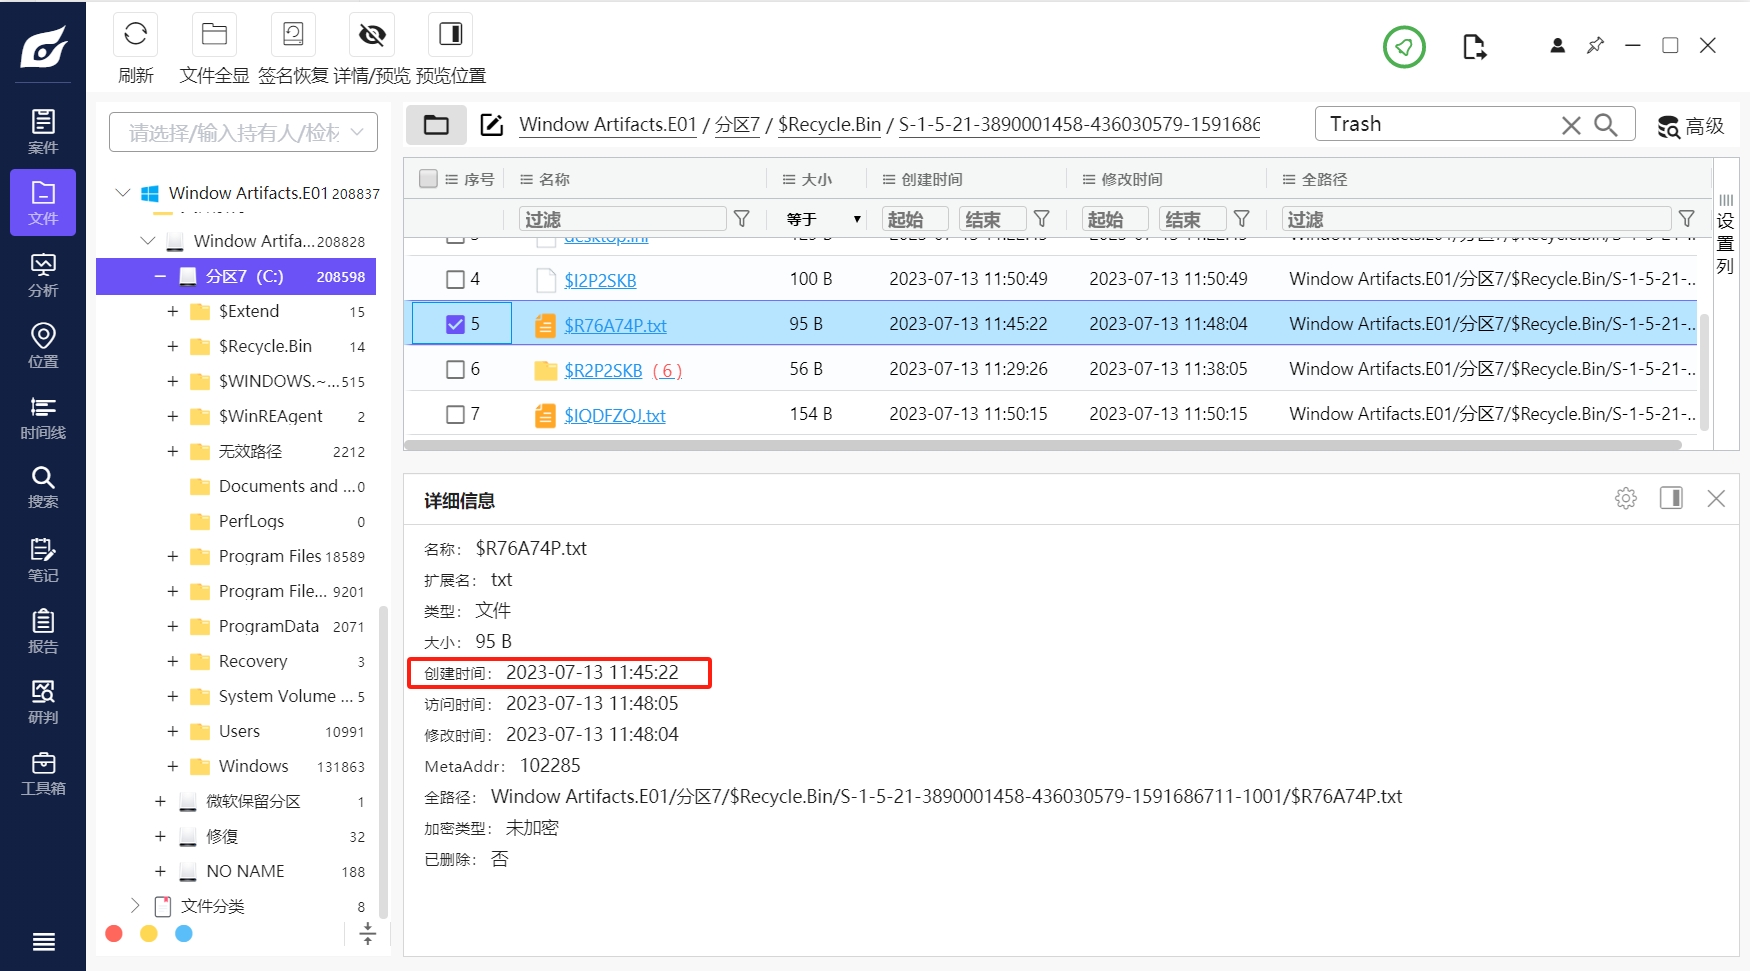 刷新 文件全显 签名恢复 详情/预览 预览位置
案件
文件
分析
位置
时间线
搜索
笔记
报告
研判
工具箱
请选择/输入持有人/检材
Window Artifacts.E01 208837
Window Artifa... 208828
分区7 (C:) 208598
+ $Extend 15
+ $Recycle.Bin 14
+ $WINDOWS.~... 515
+ $WinREAgent 2
+ 无效路径 2212
Documents and ... 0
PerfLogs 0
+ Program Files 18589
+ Program File... 9201
+ ProgramData 2071
+ Recovery 3
+ System Volume ... 5
+ Users 10991
+ Windows 131863
+ 微软保留分区 1
+ 修復 32
+ NO NAME 188
文件分类 8
Window Artifacts.E01 / 分区7 / $Recycle.Bin / S-1-5-21-3890001458-436030579-1591686
Trash
高级
序号 名称 大小 创建时间 修改时间 全路径
过滤 等于 起始 结束 起始 结束 过滤
设置列
4 $I2P2SKB 100 B 2023-07-13 11:50:49 2023-07-13 11:50:49 Window Artifacts.E01/分区7/$Recycle.Bin/S-1-5-21-..
5 $R76A74P.txt 95 B 2023-07-13 11:45:22 2023-07-13 11:48:04 Window Artifacts.E01/分区7/$Recycle.Bin/S-1-5-21-..
6 $R2P2SKB ( 6 ) 56 B 2023-07-13 11:29:26 2023-07-13 11:38:05 Window Artifacts.E01/分区7/$Recycle.Bin/S-1-5-21-..
7 $IQDFZQJ.txt 154 B 2023-07-13 11:50:15 2023-07-13 11:50:15 Window Artifacts.E01/分区7/$Recycle.Bin/S-1-5-21-..
详细信息
名称： $R76A74P.txt
扩展名： txt
类型： 文件
大小： 95 B
创建时间： 2023-07-13 11:45:22
访问时间： 2023-07-13 11:48:05
修改时间： 2023-07-13 11:48:04
MetaAddr： 102285
全路径： Window Artifacts.E01/分区7/$Recycle.Bin/S-1-5-21-3890001458-436030579-1591686711-1001/$R76A74P.txt
加密类型： 未加密
已删除： 否